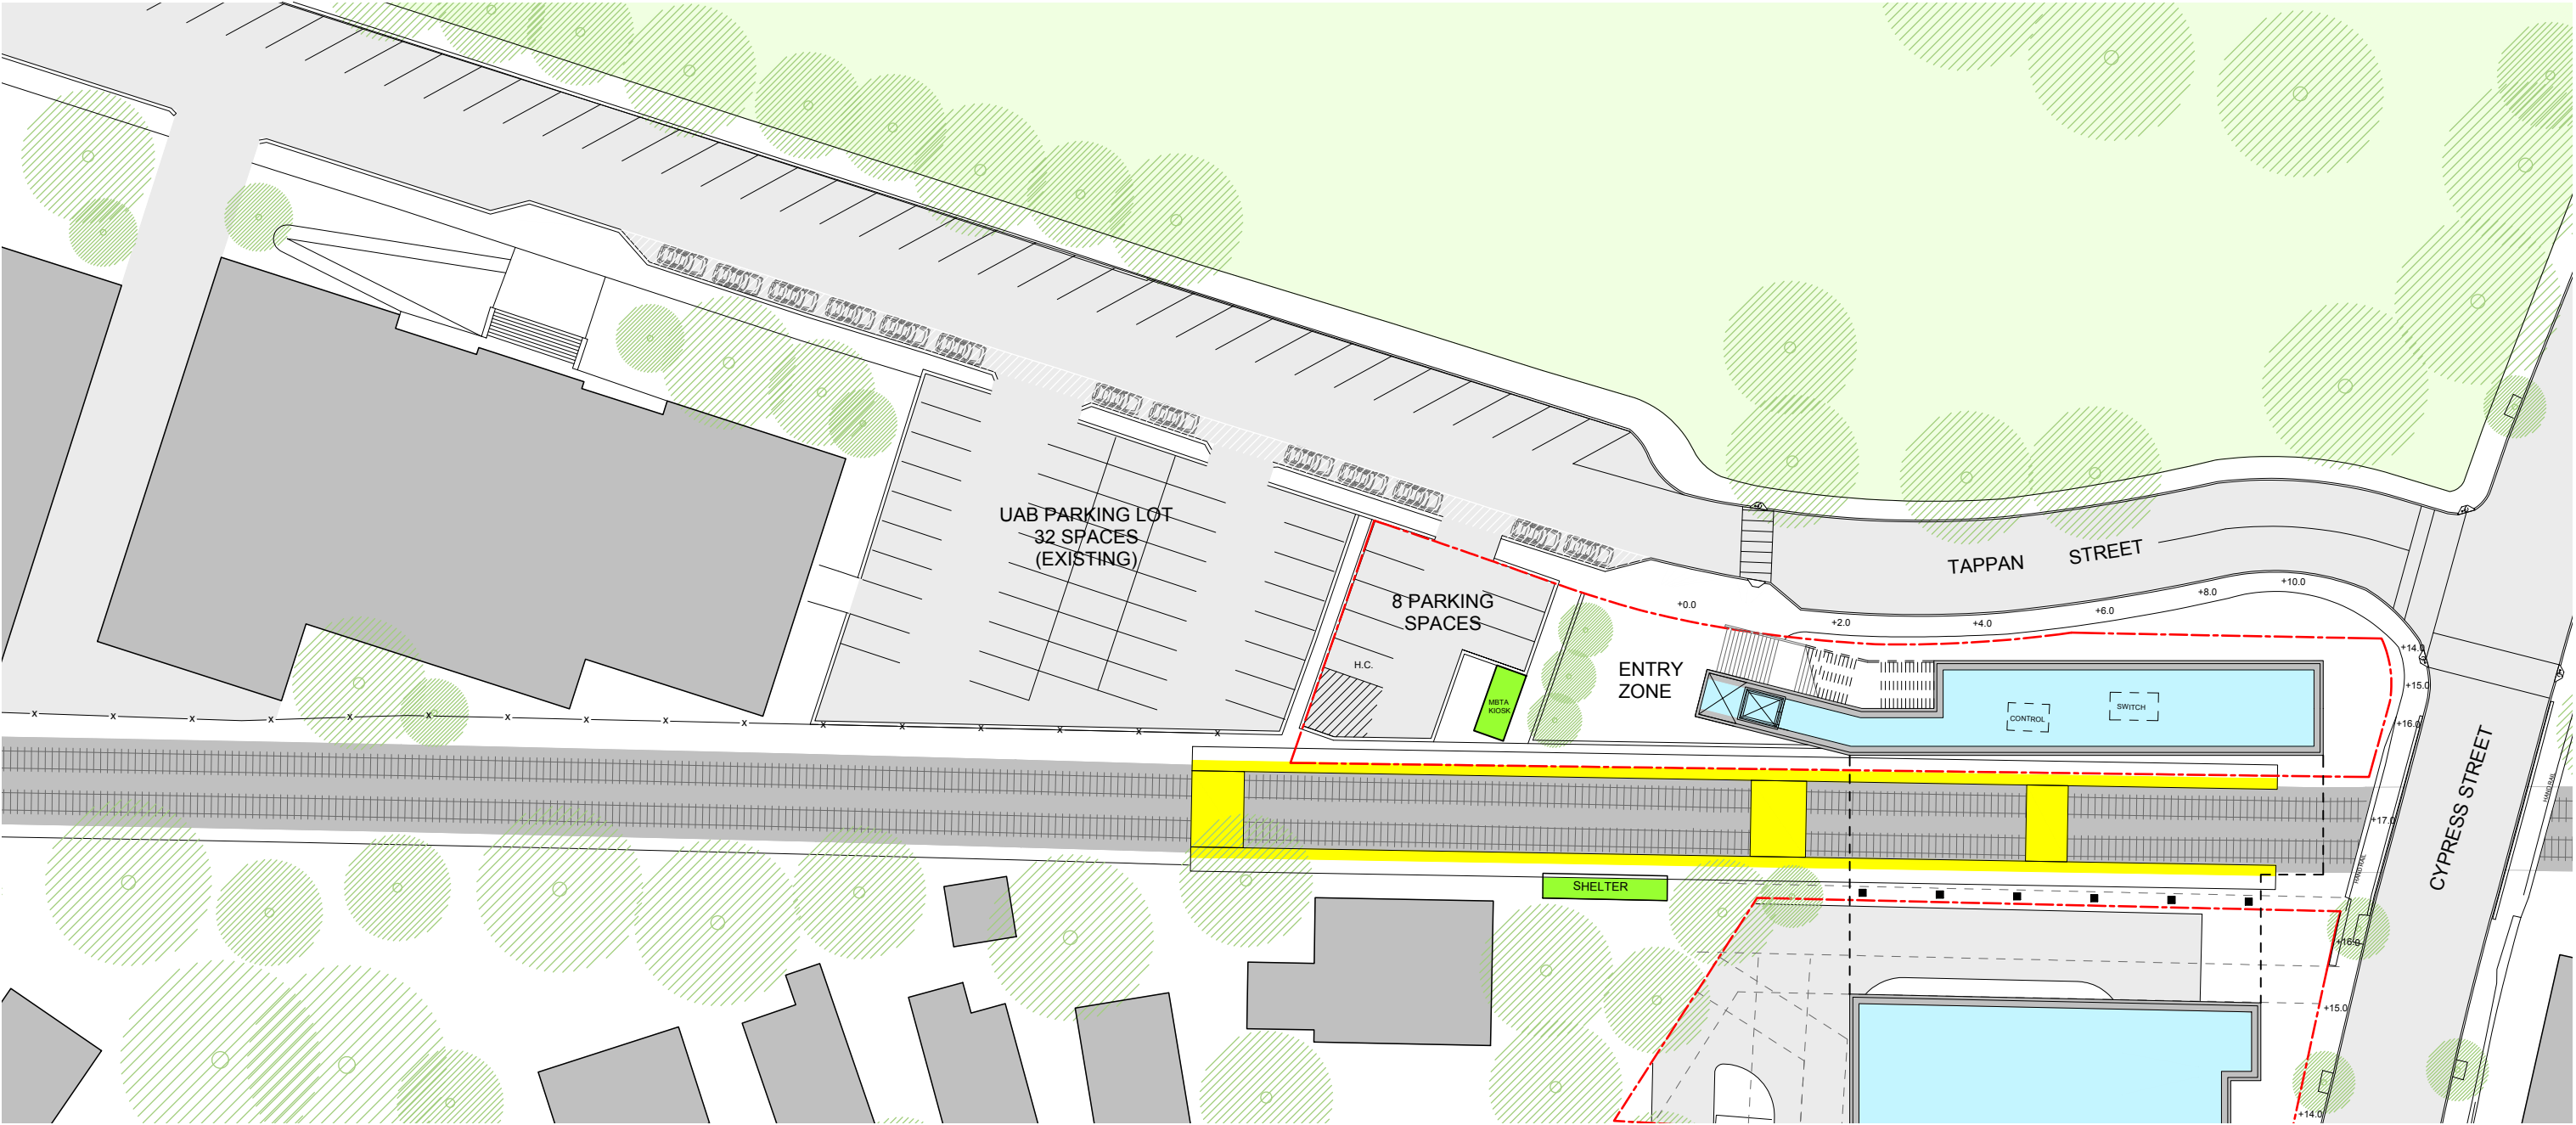 UAB PARKING LOT
32 SPACES
(EXISTING)
8 PARKING
SPACES
H.C.
MBTA
KIOSK
ENTRY
ZONE
TAPPAN STREET
+0.0
+2.0
+4.0
+6.0
+8.0
+10.0
+14.0
+15.0
+16.0
+17.0
CONTROL
SWITCH
X X X X X X X X X X X X X X X X
SHELTER
HANDRAIL
HANDRAIL
CYPRESS STREET
+16.0
+15.0
+14.0